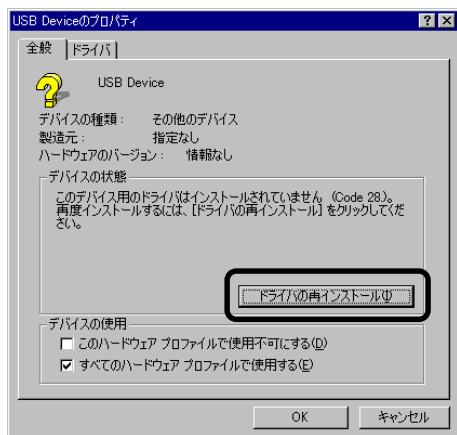 USB Deviceのプロパティ
全般
ドライバ
USB Device
デバイスの種類： その他のデバイス
製造元： 指定なし
ハードウェアのバージョン： 情報なし
デバイスの状態
このデバイス用のドライバはインストールされていません (Code 28.)。
再度インストールするには、[ドライバの再インストール] をクリックしてくだ
さい。
ドライバの再インストール(I)
デバイスの使用
このハードウェア プロファイルで使用不可にする(D)
すべてのハードウェア プロファイルで使用する(E)
OK キャンセル